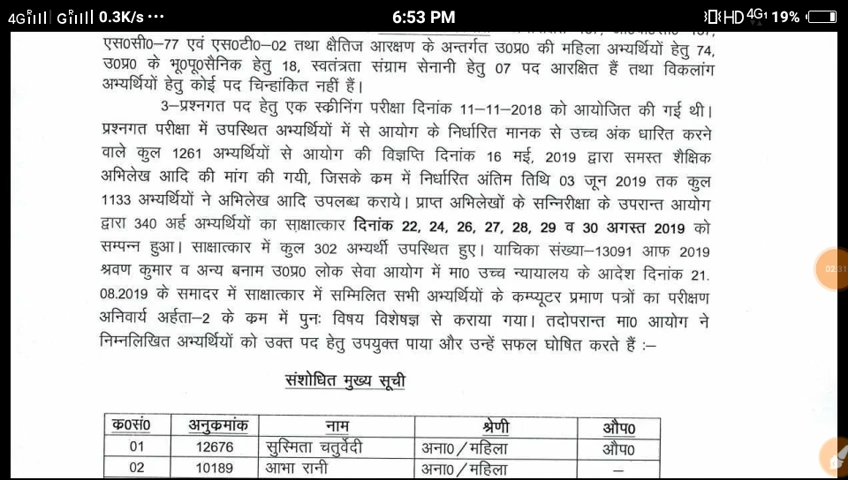 4G 0.3K/s ••• 6:53 PM HD 4G 19%
एस0सी0-77 एवं एस0टी0-02 तथा क्षैतिज आरक्षण के अन्तर्गत उ0प्र0 की महिला अभ्यर्थियों हेतु 74,
उ0प्र0 के भू0पू0सैनिक हेतु 18, स्वतंत्रता संग्राम सेनानी हेतु 07 पद आरक्षित हैं तथा विकलांग
अभ्यर्थियों हेतु कोई पद चिन्हांकित नहीं हैं।
3-प्रश्नगत पद हेतु एक स्क्रीनिंग परीक्षा दिनांक 11-11-2018 को आयोजित की गई थी।
प्रश्नगत परीक्षा में उपस्थित अभ्यर्थियों में से आयोग के निर्धारित मानक से उच्च अंक धारित करने
वाले कुल 1261 अभ्यर्थियों से आयोग की विज्ञप्ति दिनांक 16 मई, 2019 द्वारा समस्त शैक्षिक
अभिलेख आदि की मांग की गयी, जिसके कम में निर्धारित अंतिम तिथि 03 जून 2019 तक कुल
1133 अभ्यर्थियों ने अभिलेख आदि उपलब्ध कराये। प्राप्त अभिलेखों के सन्निरीक्षा के उपरान्त आयोग
द्वारा 340 अर्ह अभ्यर्थियों का साक्षात्कार दिनांक 22, 24, 26, 27, 28, 29 व 30 अगस्त 2019 को
सम्पन्न हुआ। साक्षात्कार में कुल 302 अभ्यर्थी उपस्थित हुए। याचिका संख्या-13091 आफ 2019
श्रवण कुमार व अन्य बनाम उ0प्र0 लोक सेवा आयोग में मा0 उच्च न्यायालय के आदेश दिनांक 21.
08.2019 के समादर में साक्षात्कार में सम्मिलित सभी अभ्यर्थियों के कम्प्यूटर प्रमाण पत्रों का परीक्षण
अनिवार्य अर्हता-2 के कम में पुनः विषय विशेषज्ञ से कराया गया। तदोपरान्त मा0 आयोग ने
निम्नलिखित अभ्यर्थियों को उक्त पद हेतु उपयुक्त पाया और उन्हें सफल घोषित करते हैं :-
02:31
संशोधित मुख्य सूची
क0सं0 अनुकमांक नाम श्रेणी औप0
01 12676 सुस्मिता चतुर्वेदी अना0/महिला औप0
02 10189 आभा रानी अना0/महिला –